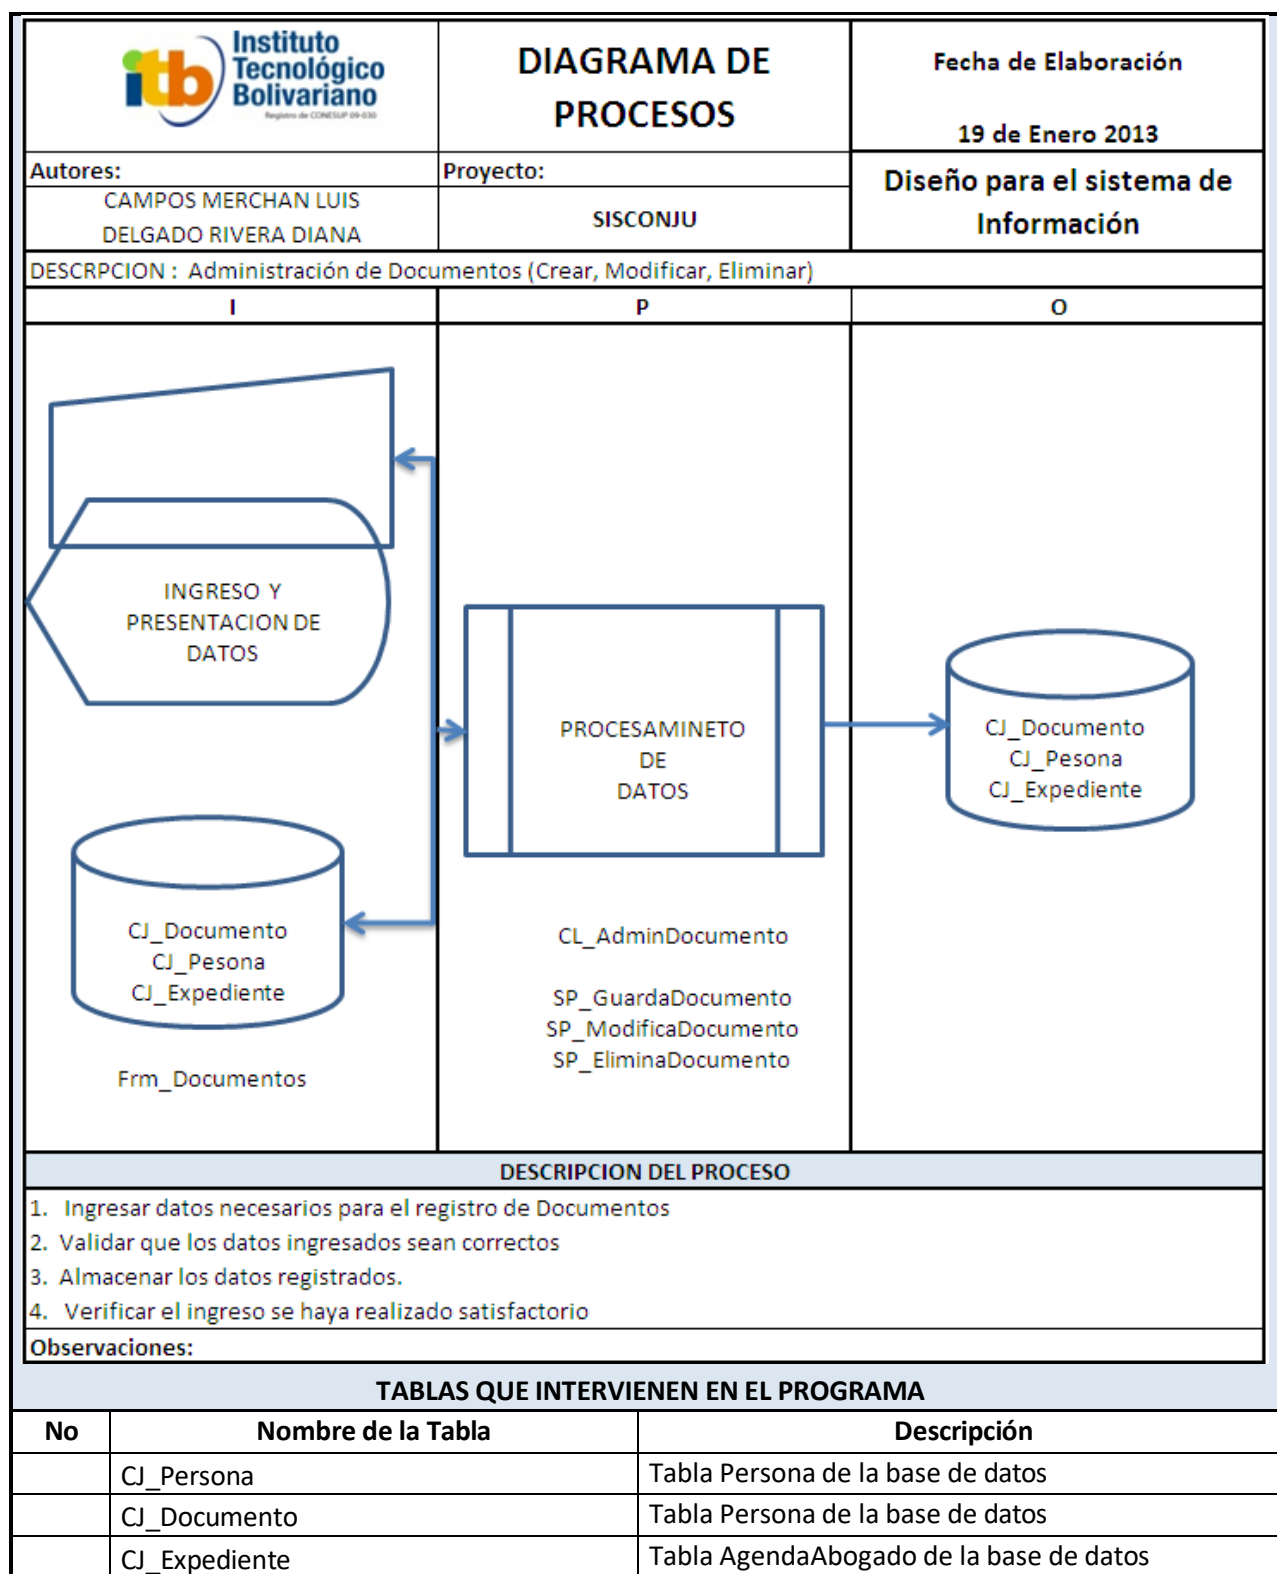 itb
Instituto
Tecnológico
Bolivariano
Registro de CONESUP 09-030
DIAGRAMA DE
PROCESOS
Fecha de Elaboración
19 de Enero 2013
Autores:
CAMPOS MERCHAN LUIS
DELGADO RIVERA DIANA
Proyecto:
SISCONJU
Diseño para el sistema de
Información
DESCRPCION : Administración de Documentos (Crear, Modificar, Eliminar)
I
P
O
INGRESO Y
PRESENTACION DE
DATOS
CJ_Documento
CJ_Pesona
CJ_Expediente
Frm_Documentos
PROCESAMINETO
DE
DATOS
CL_AdminDocumento
SP_GuardaDocumento
SP_ModificaDocumento
SP_EliminaDocumento
CJ_Documento
CJ_Pesona
CJ_Expediente
DESCRIPCION DEL PROCESO
1. Ingresar datos necesarios para el registro de Documentos
2. Validar que los datos ingresados sean correctos
3. Almacenar los datos registrados.
4. Verificar el ingreso se haya realizado satisfactorio
Observaciones:
TABLAS QUE INTERVIENEN EN EL PROGRAMA
No Nombre de la Tabla Descripción
CJ_Persona Tabla Persona de la base de datos
CJ_Documento Tabla Persona de la base de datos
CJ_Expediente Tabla AgendaAbogado de la base de datos